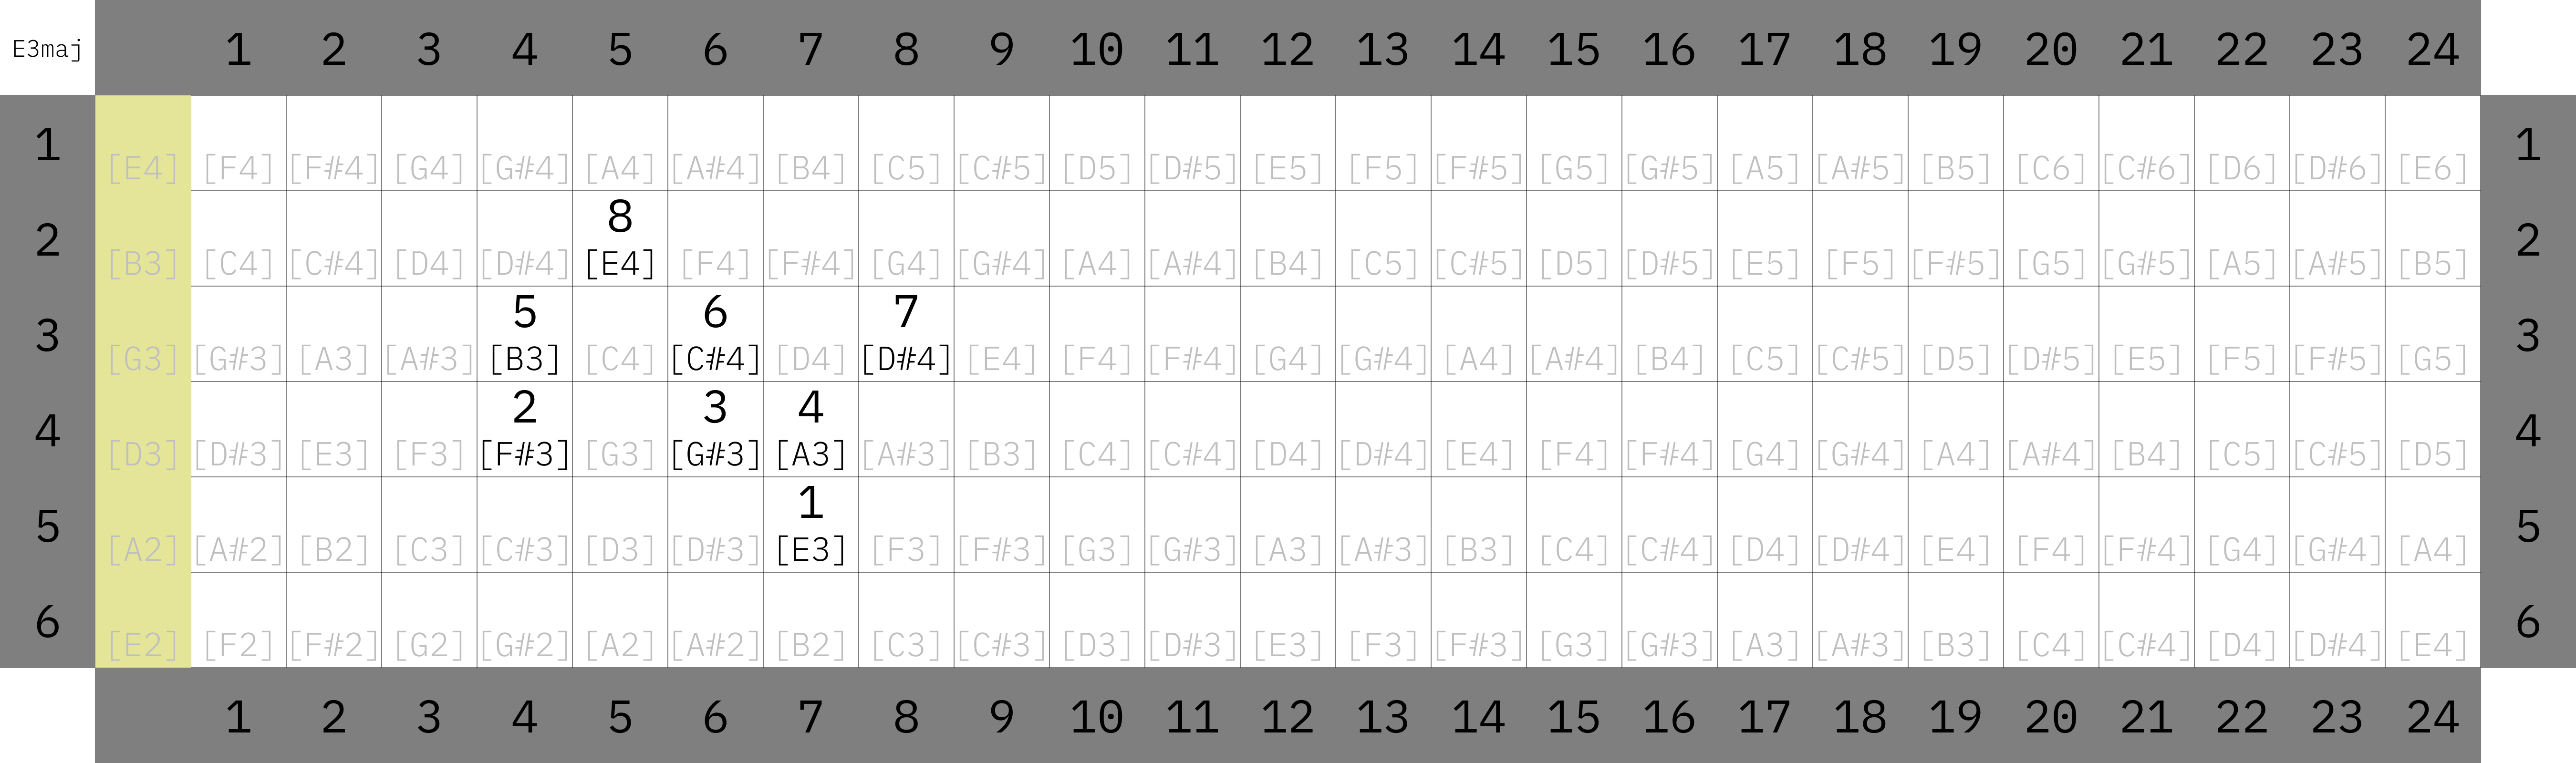 E3maj 1 2 3 4 5 6 7 8 9 10 11 12 13 14 15 16 17 18 19 20 21 22 23 24
1 [E4] [F4] [F#4] [G4] [G#4] [A4] [A#4] [B4] [C5] [C#5] [D5] [D#5] [E5] [F5] [F#5] [G5] [G#5] [A5] [A#5] [B5] [C6] [C#6] [D6] [D#6] [E6] 1
8
2 [B3] [C4] [C#4] [D4] [D#4] [E4] [F4] [F#4] [G4] [G#4] [A4] [A#4] [B4] [C5] [C#5] [D5] [D#5] [E5] [F5] [F#5] [G5] [G#5] [A5] [A#5] [B5] 2
5 6 7
3 [G3] [G#3] [A3] [A#3] [B3] [C4] [C#4] [D4] [D#4] [E4] [F4] [F#4] [G4] [G#4] [A4] [A#4] [B4] [C5] [C#5] [D5] [D#5] [E5] [F5] [F#5] [G5] 3
2 3 4
4 [D3] [D#3] [E3] [F3] [F#3] [G3] [G#3] [A3] [A#3] [B3] [C4] [C#4] [D4] [D#4] [E4] [F4] [F#4] [G4] [G#4] [A4] [A#4] [B4] [C5] [C#5] [D5] 4
1
5 [A2] [A#2] [B2] [C3] [C#3] [D3] [D#3] [E3] [F3] [F#3] [G3] [G#3] [A3] [A#3] [B3] [C4] [C#4] [D4] [D#4] [E4] [F4] [F#4] [G4] [G#4] [A4] 5
6 [E2] [F2] [F#2] [G2] [G#2] [A2] [A#2] [B2] [C3] [C#3] [D3] [D#3] [E3] [F3] [F#3] [G3] [G#3] [A3] [A#3] [B3] [C4] [C#4] [D4] [D#4] [E4] 6
1 2 3 4 5 6 7 8 9 10 11 12 13 14 15 16 17 18 19 20 21 22 23 24